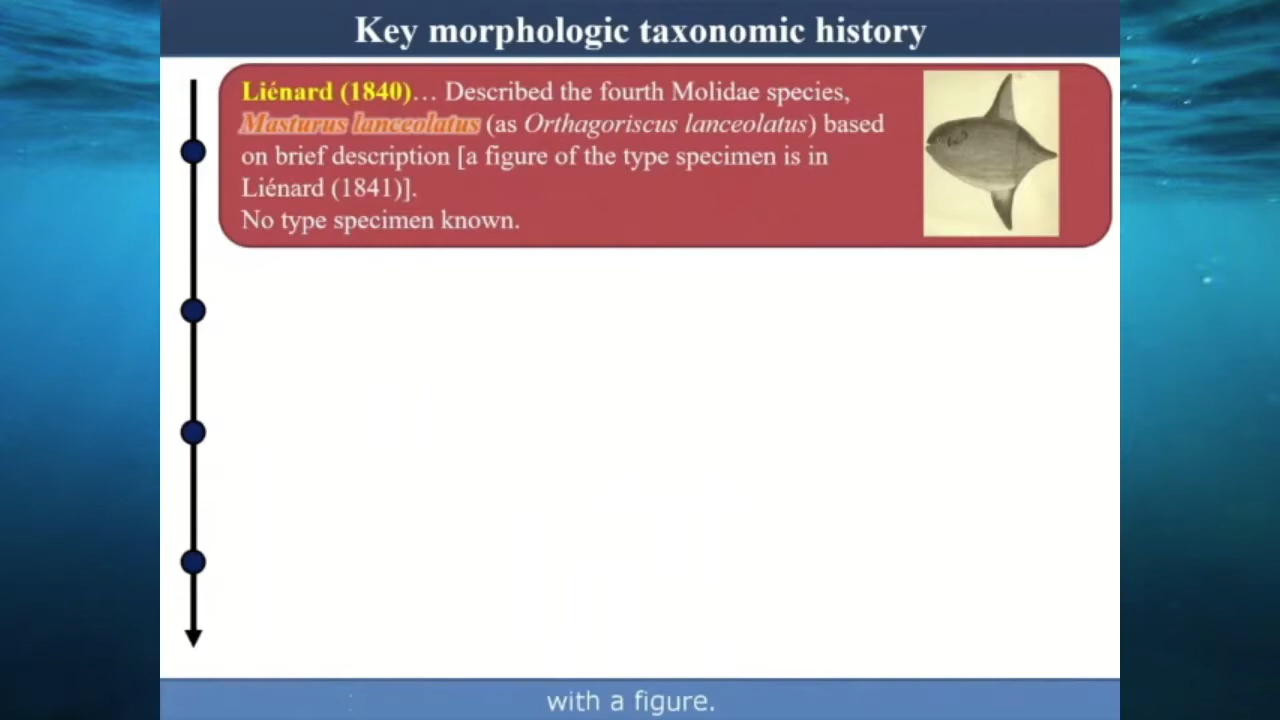 Key morphologic taxonomic history
Liénard (1840)… Described the fourth Molidae species,
Masturus lanceolatus (as Orthagoriscus lanceolatus) based
on brief description [a figure of the type specimen is in
Liénard (1841)].
No type specimen known.
with a figure.